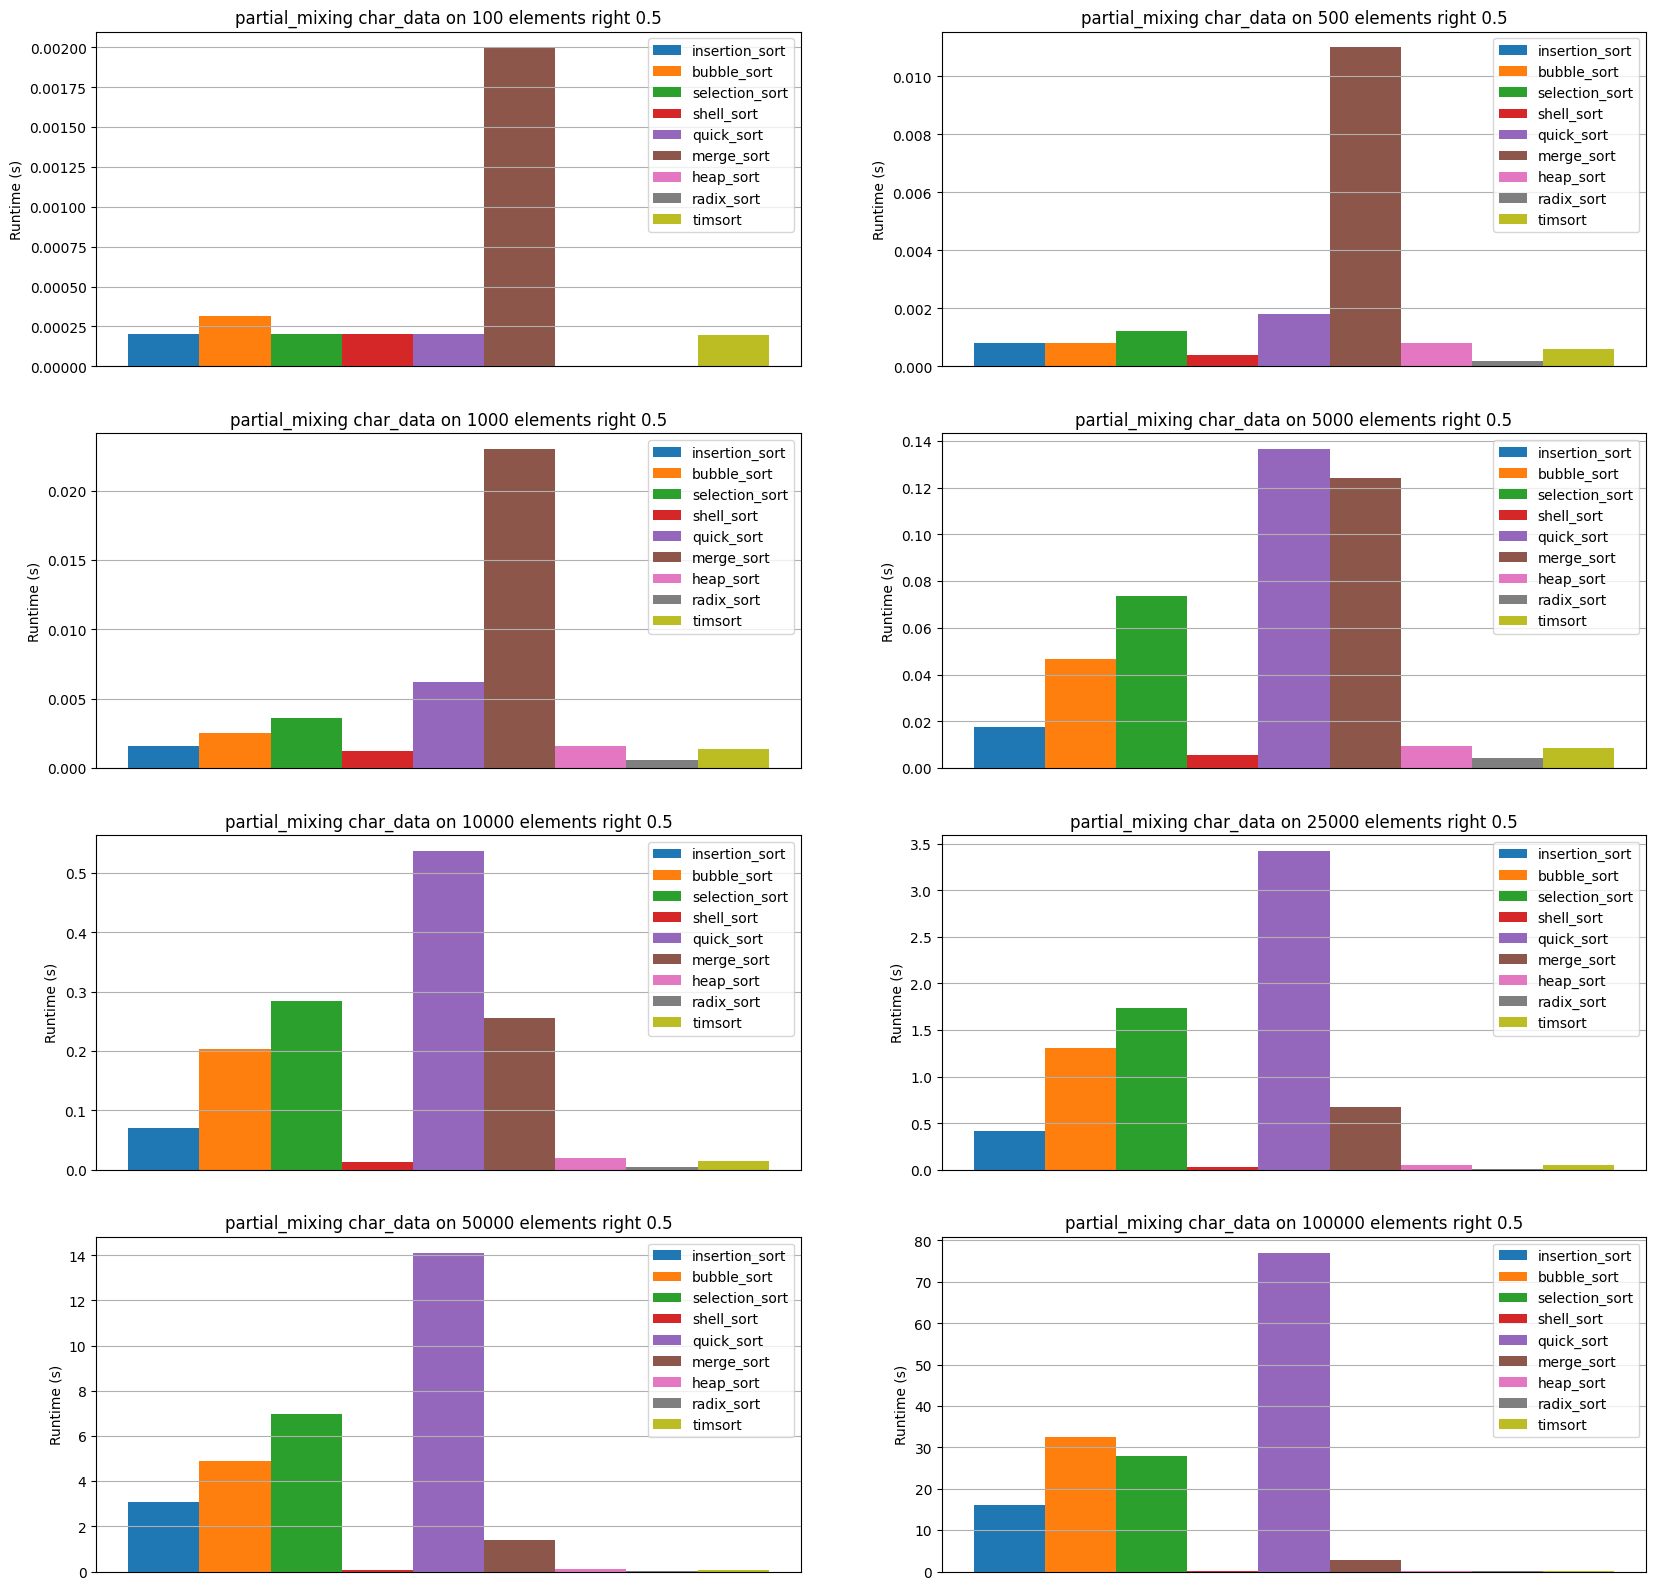 partial_mixing char_data on 100 elements right 0.5
Runtime (s)
0.00200
0.00175
0.00150
0.00125
0.00100
0.00075
0.00050
0.00025
0.00000
insertion_sort
bubble_sort
selection_sort
shell_sort
quick_sort
merge_sort
heap_sort
radix_sort
timsort
partial_mixing char_data on 500 elements right 0.5
Runtime (s)
0.010
0.008
0.006
0.004
0.002
0.000
insertion_sort
bubble_sort
selection_sort
shell_sort
quick_sort
merge_sort
heap_sort
radix_sort
timsort
partial_mixing char_data on 1000 elements right 0.5
Runtime (s)
0.020
0.015
0.010
0.005
0.000
insertion_sort
bubble_sort
selection_sort
shell_sort
quick_sort
merge_sort
heap_sort
radix_sort
timsort
partial_mixing char_data on 5000 elements right 0.5
Runtime (s)
0.14
0.12
0.10
0.08
0.06
0.04
0.02
0.00
insertion_sort
bubble_sort
selection_sort
shell_sort
quick_sort
merge_sort
heap_sort
radix_sort
timsort
partial_mixing char_data on 10000 elements right 0.5
Runtime (s)
0.5
0.4
0.3
0.2
0.1
0.0
insertion_sort
bubble_sort
selection_sort
shell_sort
quick_sort
merge_sort
heap_sort
radix_sort
timsort
partial_mixing char_data on 25000 elements right 0.5
Runtime (s)
3.5
3.0
2.5
2.0
1.5
1.0
0.5
0.0
insertion_sort
bubble_sort
selection_sort
shell_sort
quick_sort
merge_sort
heap_sort
radix_sort
timsort
partial_mixing char_data on 50000 elements right 0.5
Runtime (s)
14
12
10
8
6
4
2
0
insertion_sort
bubble_sort
selection_sort
shell_sort
quick_sort
merge_sort
heap_sort
radix_sort
timsort
partial_mixing char_data on 100000 elements right 0.5
Runtime (s)
80
70
60
50
40
30
20
10
0
insertion_sort
bubble_sort
selection_sort
shell_sort
quick_sort
merge_sort
heap_sort
radix_sort
timsort